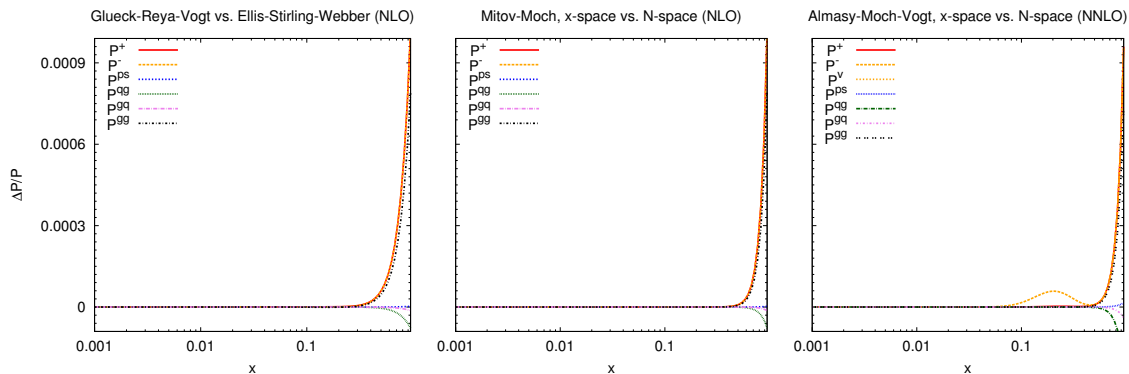 Glueck-Reya-Vogt vs. Ellis-Stirling-Webber (NLO)
ΔP/P
0.0009
0.0006
0.0003
0
P+
P-
Pps
Pqg
Pgq
Pgg
0.001 0.01 0.1
x
Mitov-Moch, x-space vs. N-space (NLO)
P+
P-
Pps
Pqg
Pgq
Pgg
0.001 0.01 0.1
x
Almasy-Moch-Vogt, x-space vs. N-space (NNLO)
P+
P-
Pv
Pps
Pqg
Pgq
Pgg
0.001 0.01 0.1
x